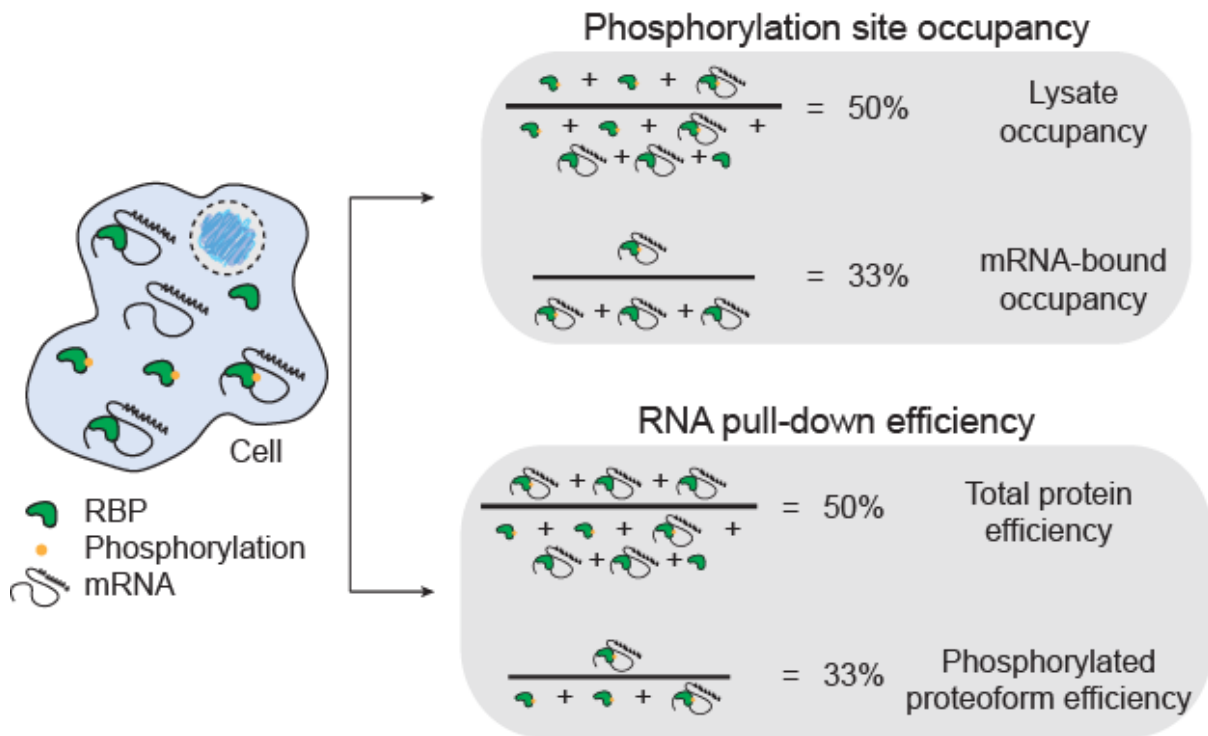 Phosphorylation site occupancy
+ +
= 50%
+ + +
+ +
Lysate
occupancy
= 33%
+ +
mRNA-bound
occupancy
Cell
RBP
Phosphorylation
mRNA
RNA pull-down efficiency
+ +
= 50%
+ + +
+ +
Total protein
efficiency
= 33%
+ +
Phosphorylated
proteoform efficiency